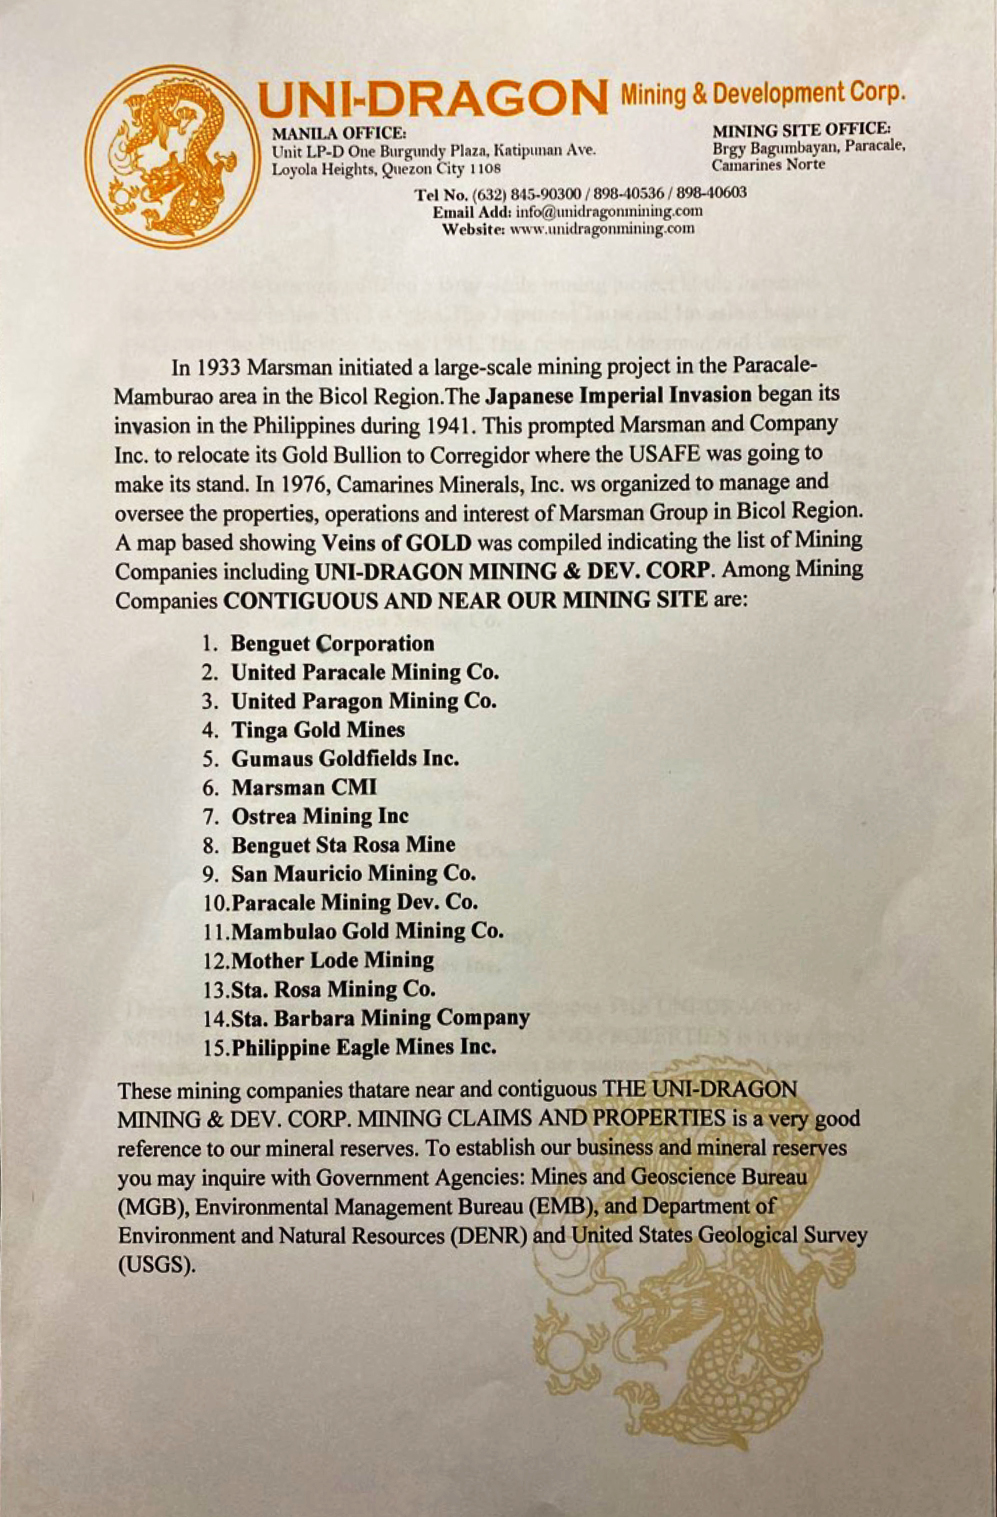 UNI-DRAGON Mining & Development Corp.
MANILA OFFICE:
Unit LP-D One Burgundy Plaza, Katipunan Ave.
Loyola Heights, Quezon City 1108
MINING SITE OFFICE:
Brgy Bagumbayan, Paracale,
Camarines Norte
Tel No. (632) 845-90300 / 898-40536 / 898-40603
Email Add: info@unidragonmining.com
Website: www.unidragonmining.com
In 1933 Marsman initiated a large-scale mining project in the Paracale-
Mamburao area in the Bicol Region.The Japanese Imperial Invasion began its
invasion in the Philippines during 1941. This prompted Marsman and Company
Inc. to relocate its Gold Bullion to Corregidor where the USAFE was going to
make its stand. In 1976, Camarines Minerals, Inc. ws organized to manage and
oversee the properties, operations and interest of Marsman Group in Bicol Region.
A map based showing Veins of GOLD was compiled indicating the list of Mining
Companies including UNI-DRAGON MINING & DEV. CORP. Among Mining
Companies CONTIGUOUS AND NEAR OUR MINING SITE are:
1. Benguet Corporation
2. United Paracale Mining Co.
3. United Paragon Mining Co.
4. Tinga Gold Mines
5. Gumaus Goldfields Inc.
6. Marsman CMI
7. Ostrea Mining Inc
8. Benguet Sta Rosa Mine
9. San Mauricio Mining Co.
10.Paracale Mining Dev. Co.
11.Mambulao Gold Mining Co.
12.Mother Lode Mining
13.Sta. Rosa Mining Co.
14.Sta. Barbara Mining Company
15.Philippine Eagle Mines Inc.
These mining companies thatare near and contiguous THE UNI-DRAGON
MINING & DEV. CORP. MINING CLAIMS AND PROPERTIES is a very good
reference to our mineral reserves. To establish our business and mineral reserves
you may inquire with Government Agencies: Mines and Geoscience Bureau
(MGB), Environmental Management Bureau (EMB), and Department of
Environment and Natural Resources (DENR) and United States Geological Survey
(USGS).